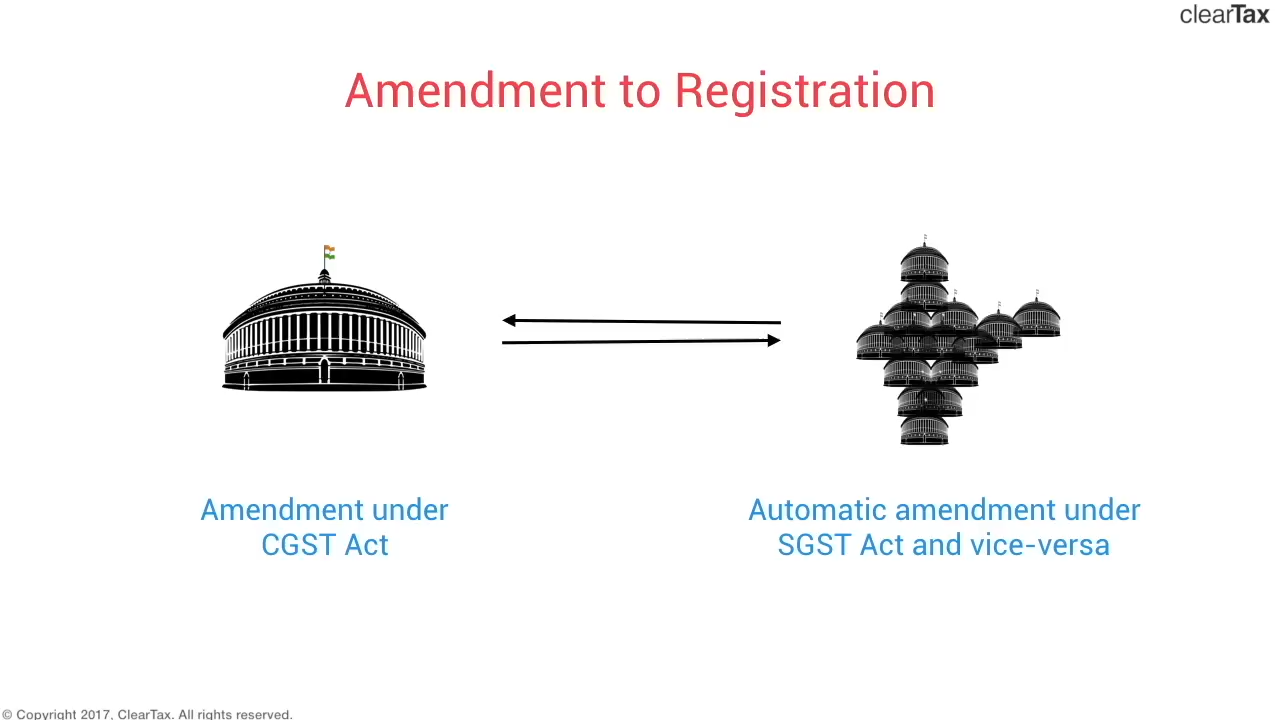 clearTax
Amendment to Registration
Amendment under
CGST Act
Automatic amendment under
SGST Act and vice-versa
© Copyright 2017, ClearTax. All rights reserved.